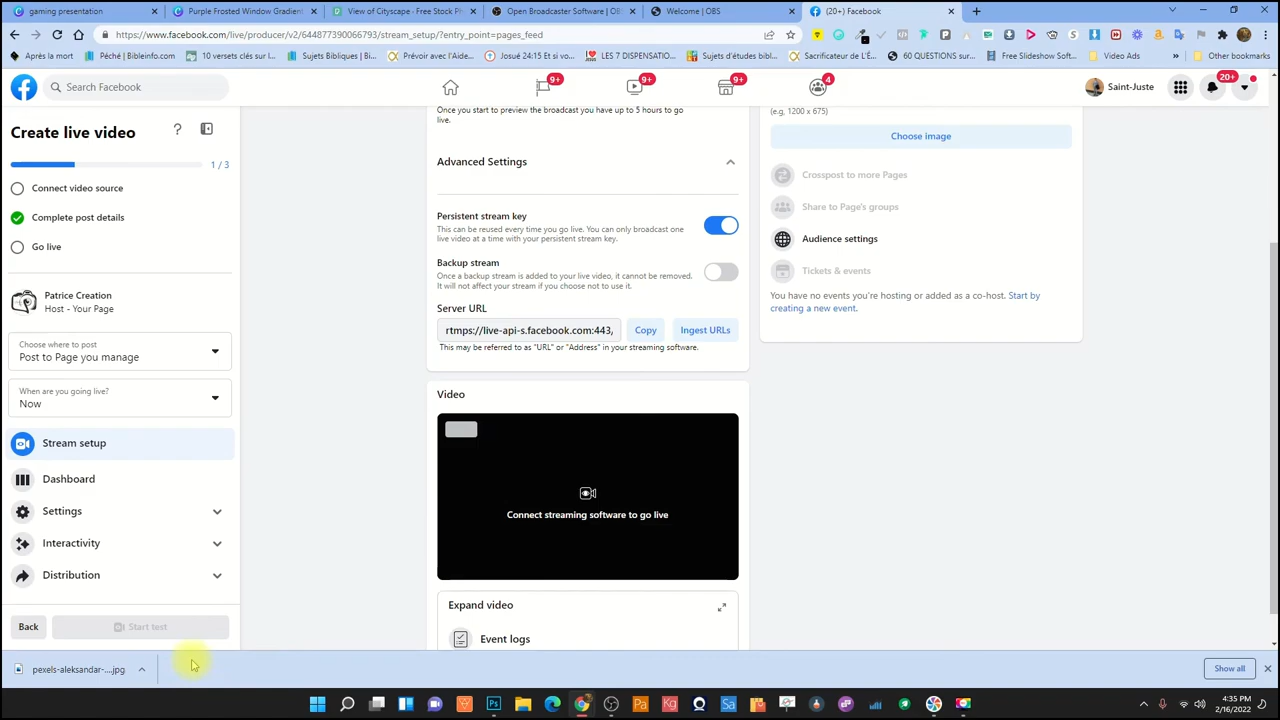 gaming presentation
Purple Frosted Window Gradient
View of Cityscape - Free Stock Ph
Open Broadcaster Software | OBS
Welcome | OBS
(20+) Facebook
https://www.facebook.com/live/producer/v2/644877390066793/stream_setup/?entry_point=pages_feed
Après la mort
Péché | Bibleinfo.com
10 versets clés sur l...
Sujets Bibliques | Bi...
Prévoir avec l'Aide...
Josué 24:15 Et vous...
LES 7 DISPENSATIO...
Sujets d'études bibl...
Sacrificateur de L'É...
60 QUESTIONS sur...
Free Slideshow Soft...
Video Ads
Other bookmarks
Search Facebook
9+
9+
9+
4
Saint-Juste
20+
Create live video
1 / 3
Connect video source
Complete post details
Go live
Patrice Creation
Host - Your Page
Choose where to post
Post to Page you manage
When are you going live?
Now
Stream setup
Dashboard
Settings
Interactivity
Distribution
Back
Start test
Once you start to preview the broadcast you have up to 5 hours to go
live.
Advanced Settings
Persistent stream key
This can be reused every time you go live. You can only broadcast one
live video at a time with your persistent stream key.
Backup stream
Once a backup stream is added to your live video, it cannot be removed.
It will not affect your stream if you choose not to use it.
Server URL
rtmps://live-api-s.facebook.com:443,
Copy
Ingest URLs
This may be referred to as "URL" or "Address" in your streaming software.
Video
Connect streaming software to go live
Expand video
Event logs
(e.g, 1200 x 675)
Choose image
Crosspost to more Pages
Share to Page's groups
Audience settings
Tickets & events
You have no events you're hosting or added as a co-host. Start by
creating a new event.
pexels-aleksandar-....jpg
Show all
Ps
Pa
Kg
Sa
4:35 PM
2/16/2022